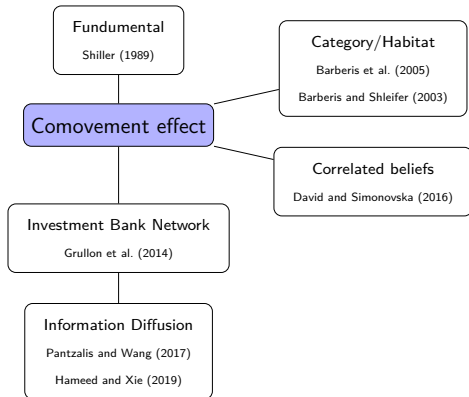 Fundumental
Shiller (1989)
Category/Habitat
Barberis et al. (2005)
Barberis and Shleifer (2003)
Comovement effect
Correlated beliefs
David and Simonovska (2016)
Investment Bank Network
Grullon et al. (2014)
Information Diffusion
Pantzalis and Wang (2017)
Hameed and Xie (2019)